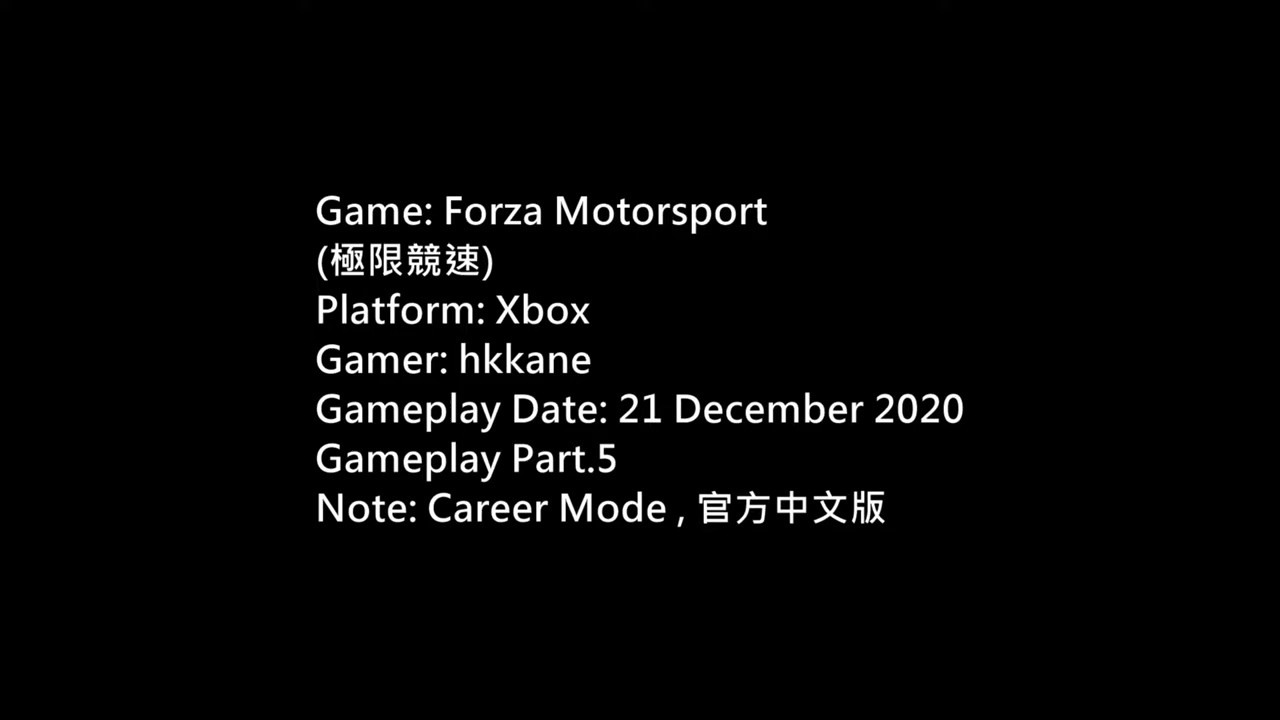 Game: Forza Motorsport
(極限競速)
Platform: Xbox
Gamer: hkkane
Gameplay Date: 21 December 2020
Gameplay Part.5
Note: Career Mode , 官方中文版